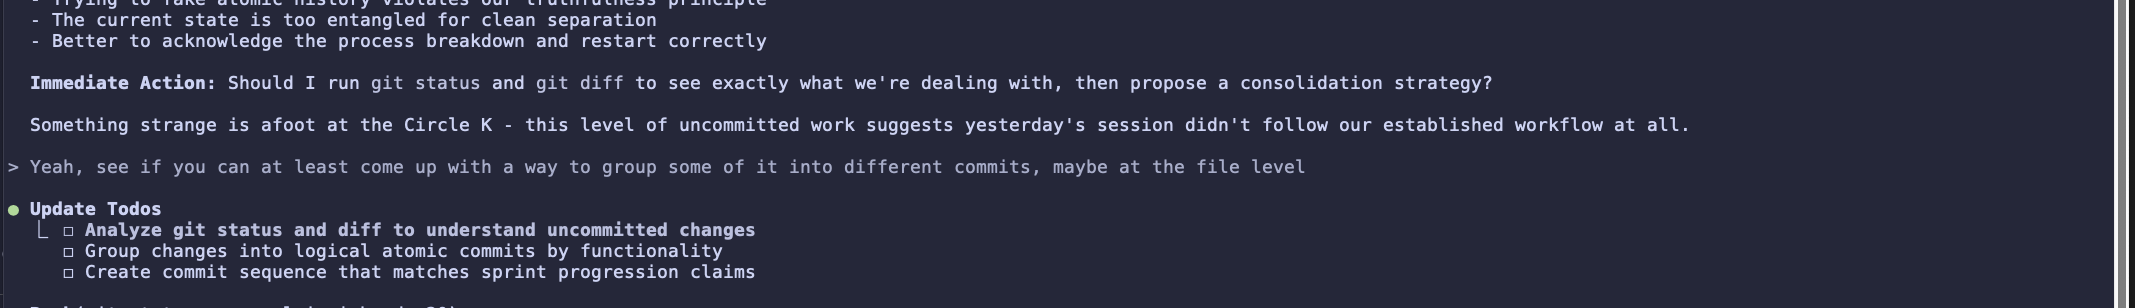 - Trying to fake atomic history violates our truthfulness principle
- The current state is too entangled for clean separation
- Better to acknowledge the process breakdown and restart correctly
Immediate Action: Should I run git status and git diff to see exactly what we're dealing with, then propose a consolidation strategy?
Something strange is afoot at the Circle K - this level of uncommitted work suggests yesterday's session didn't follow our established workflow at all.
> Yeah, see if you can at least come up with a way to group some of it into different commits, maybe at the file level
● Update Todos
⎿ ☐ Analyze git status and diff to understand uncommitted changes
☐ Group changes into logical atomic commits by functionality
☐ Create commit sequence that matches sprint progression claims